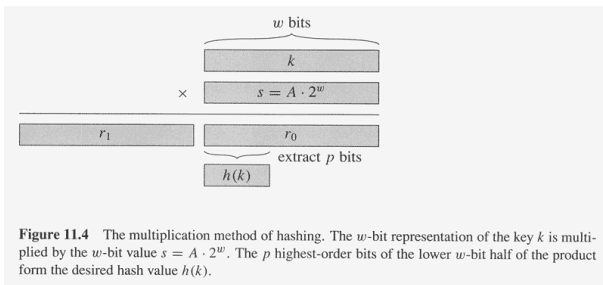 w bits
k
× s = A · 2^w
r₁ r₀
extract p bits
h(k)
Figure 11.4 The multiplication method of hashing. The w-bit representation of the key k is multi-
plied by the w-bit value s = A · 2^w. The p highest-order bits of the lower w-bit half of the product
form the desired hash value h(k).